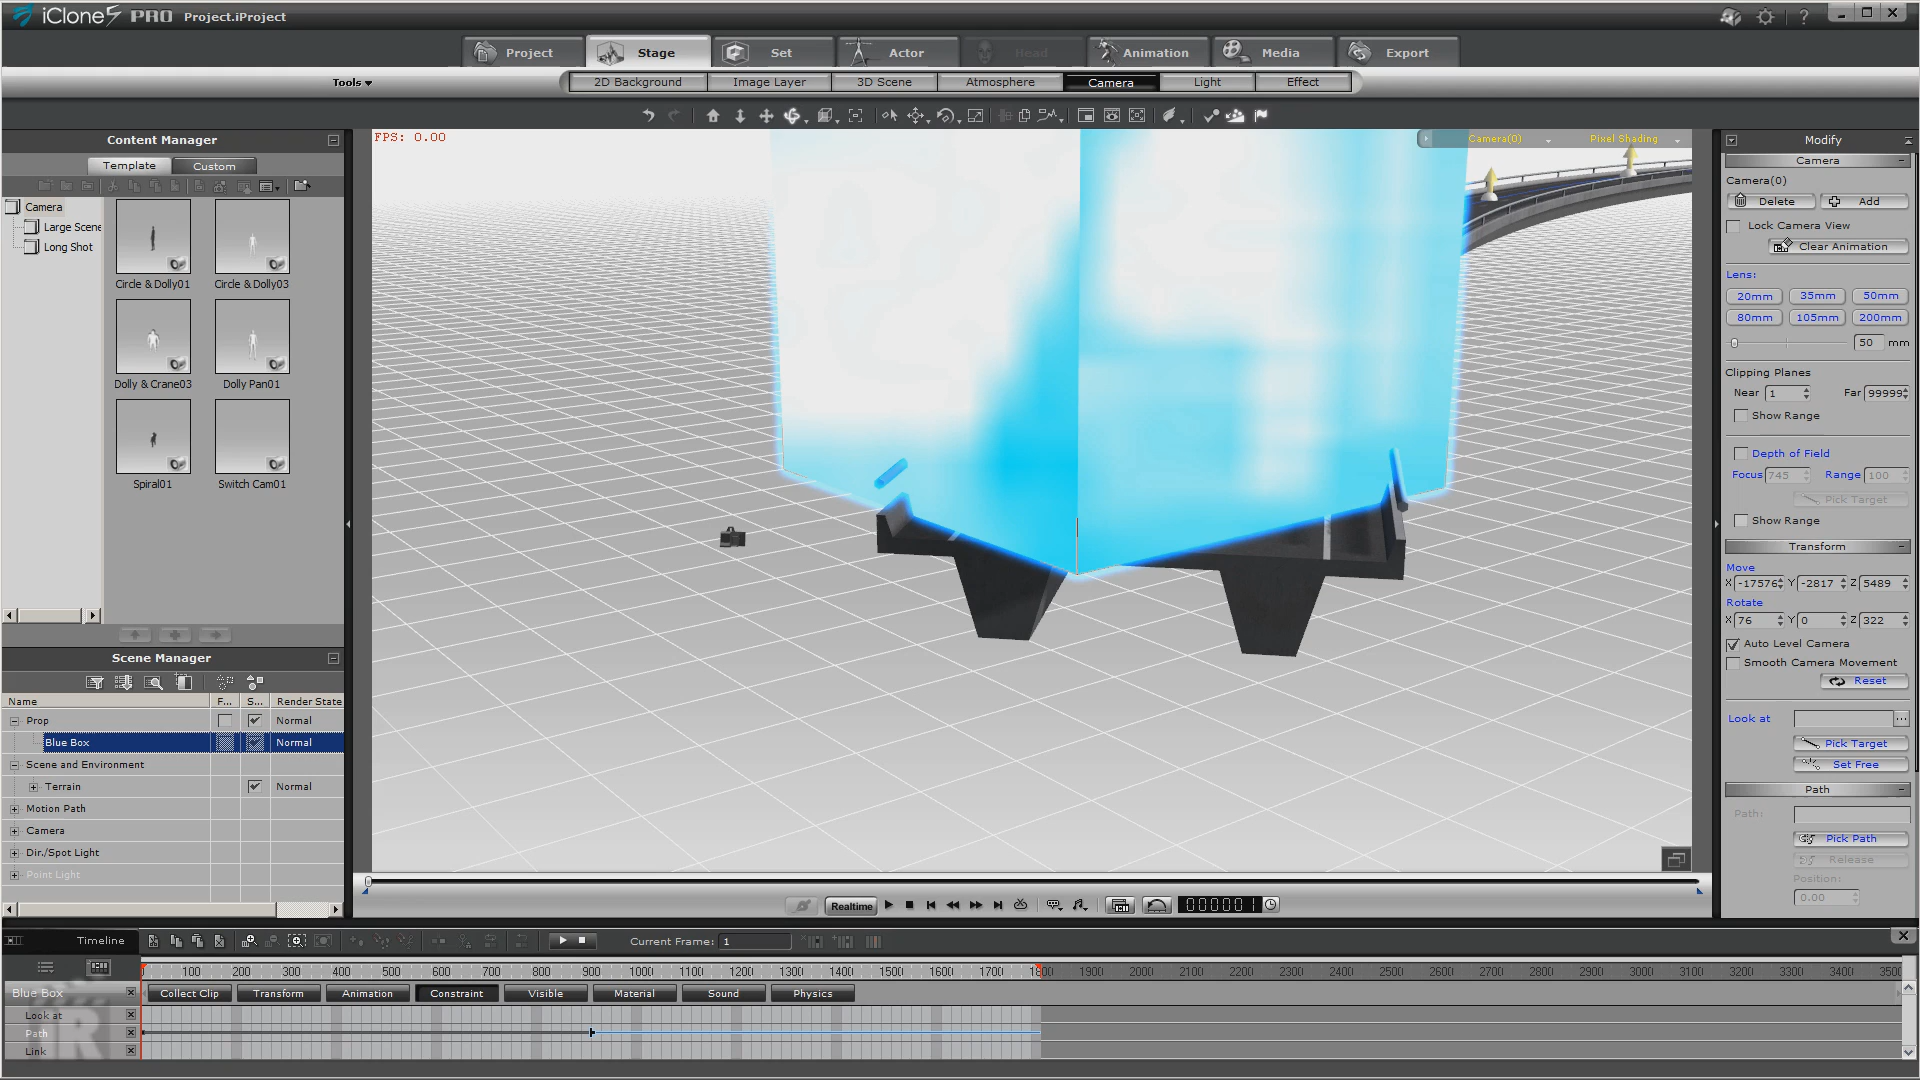 iClone5 PRO Project.iProject
Project Stage Set Actor Head Animation Media Export
Tools 2D Background Image Layer 3D Scene Atmosphere Camera Light Effect
Content Manager
Template Custom
Camera
Large Scene
Long Shot
Circle & Dolly01 Circle & Dolly03
Dolly & Crane03 Dolly Pan01
Spiral01 Switch Cam01
FPS: 0.00
Camera(0) Pixel Shading
Modify
Camera
Camera(0)
Delete Add
Lock Camera View
Clear Animation
Lens:
20mm 35mm 50mm
80mm 105mm 200mm
50 mm
Clipping Planes
Near 1 Far 99999
Show Range
Depth of Field
Focus 745 Range 100
Pick Target
Show Range
Transform
Move
X -17576 Y -2817 Z 5489
Rotate
X 76 Y 0 Z 322
Auto Level Camera
Smooth Camera Movement
Reset
Look at ...
Pick Target
Set Free
Path
Path:
Pick Path
Release
Position:
0.00
Scene Manager
Name F... S... Render State
Prop Normal
Blue Box Normal
Scene and Environment
Terrain Normal
Motion Path
Camera
Dir./Spot Light
Point Light
Realtime 000001
Timeline Current Frame: 1
100 200 300 400 500 600 700 800 900 1000 1100 1200 1300 1400 1500 1600 1700 1800 1900 2000 2100 2200 2300 2400 2500 2600 2700 2800 2900 3000 3100 3200 3300 3400 3500
Blue Box Collect Clip Transform Animation Constraint Visible Material Sound Physics
Look at
Path
Link